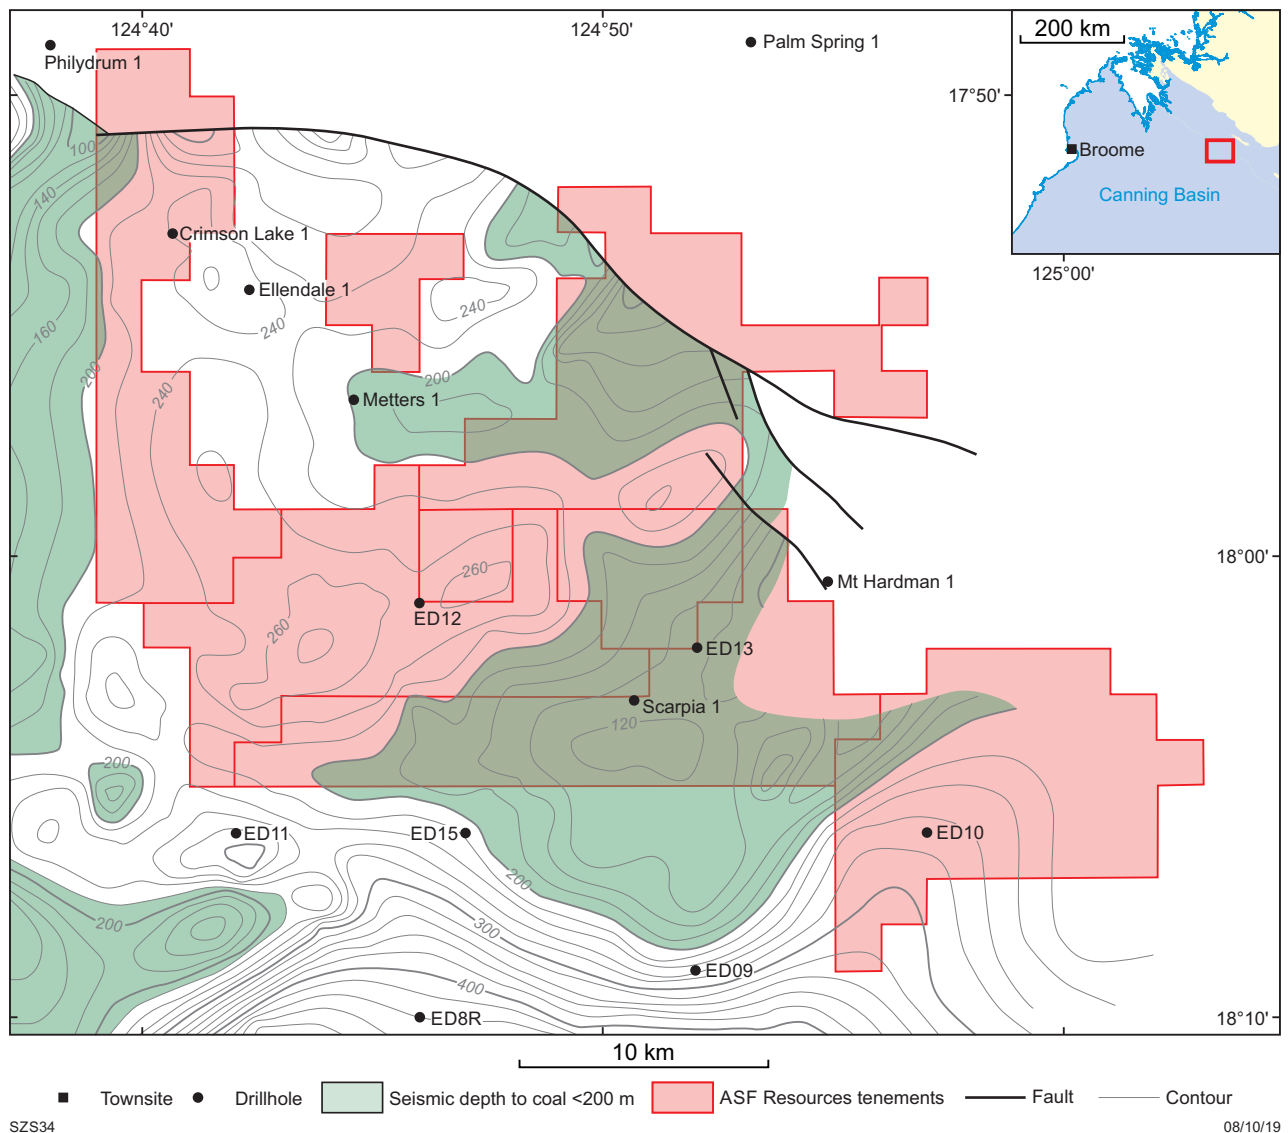 124°40'
124°50'
Philydrum 1
Palm Spring 1
200 km
17°50'
Broome
Canning Basin
125°00'
100
140
Crimson Lake 1
Ellendale 1
240
240
160
200
240
200
Metters 1
260
ED12
260
Mt Hardman 1
18°00'
ED13
Scarpia 1
120
200
ED11
ED15
ED10
200
200
300
ED09
400
ED8R
18°10'
10 km
Townsite
Drillhole
Seismic depth to coal <200 m
ASF Resources tenements
Fault
Contour
SZS34
08/10/19